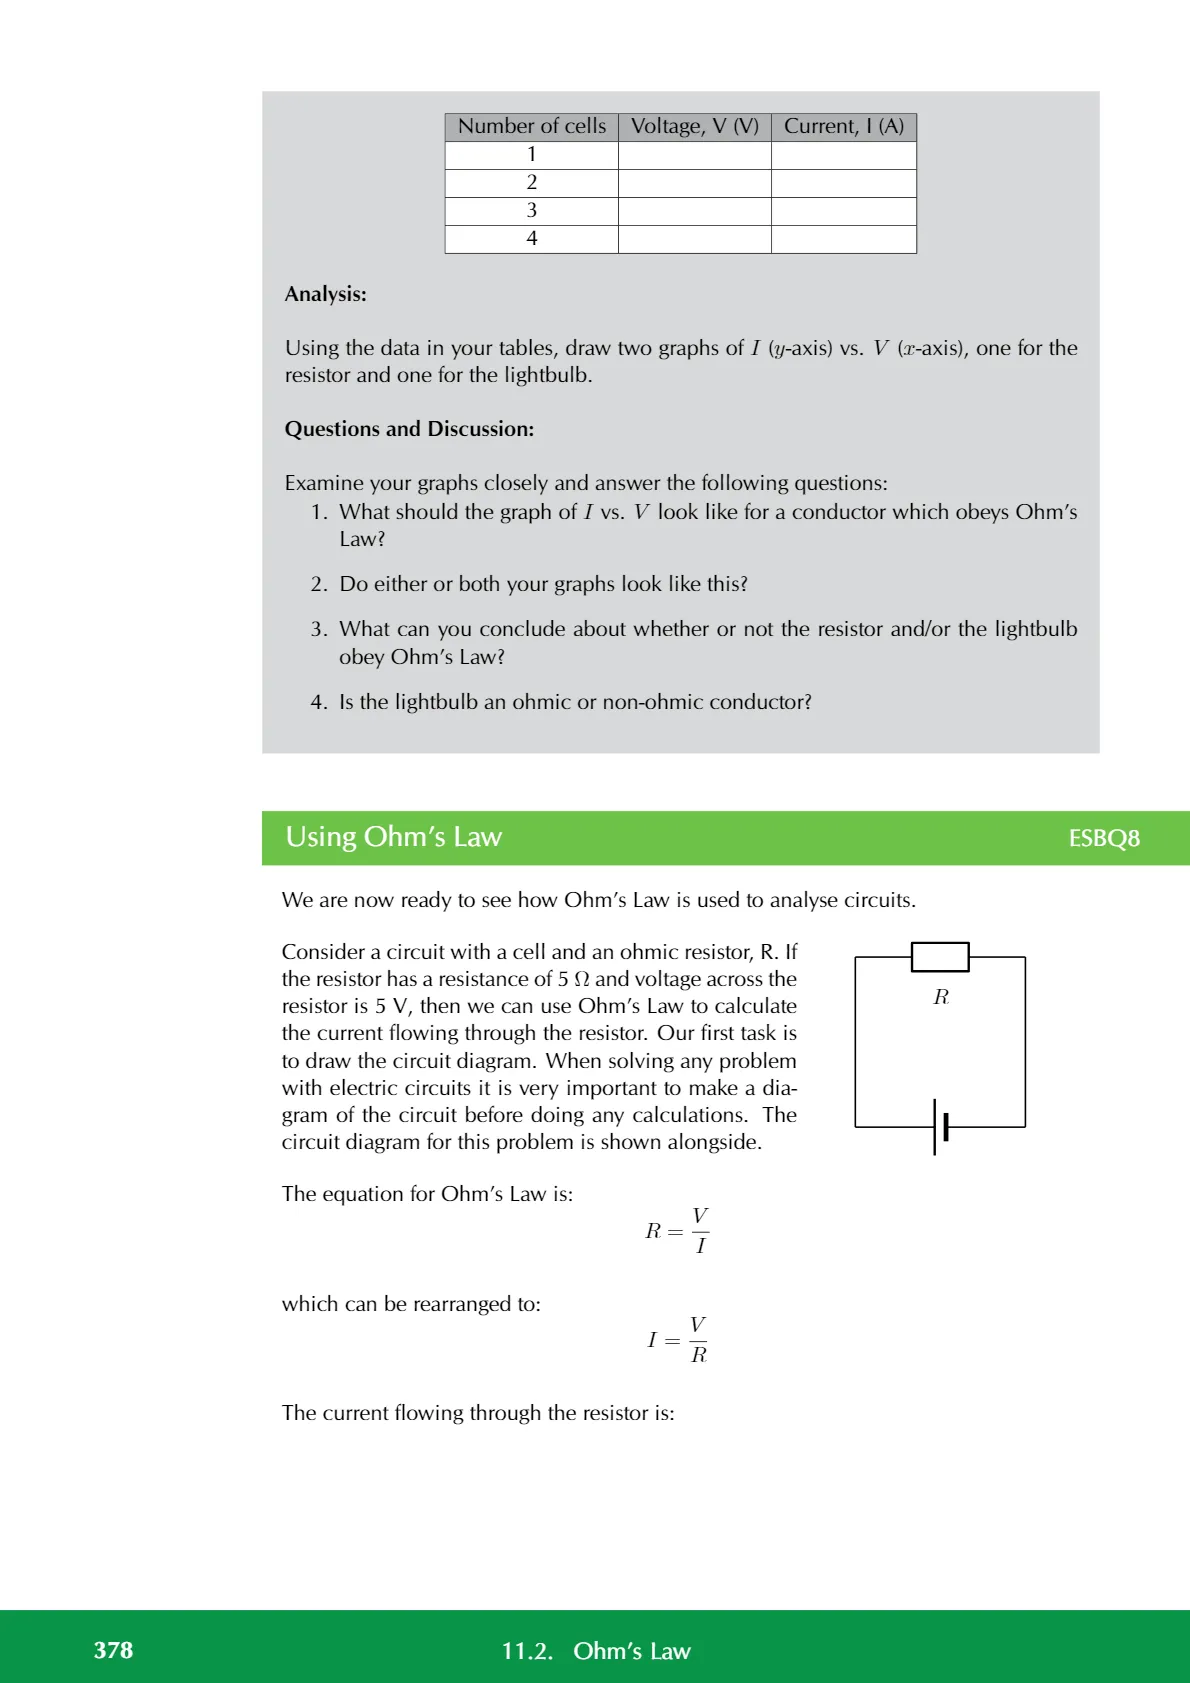 Number of cells Voltage, V (V) Current, I (A)
1
2
3
4
Analysis:
Using the data in your tables, draw two graphs of I (y-axis) vs. V (x-axis), one for the
resistor and one for the lightbulb.
Questions and Discussion:
Examine your graphs closely and answer the following questions:
1. What should the graph of I vs. V look like for a conductor which obeys Ohm's
Law?
2. Do either or both your graphs look like this?
3. What can you conclude about whether or not the resistor and/or the lightbulb
obey Ohm's Law?
4. Is the lightbulb an ohmic or non-ohmic conductor?
Using Ohm's Law ESBQ8
We are now ready to see how Ohm's Law is used to analyse circuits.
Consider a circuit with a cell and an ohmic resistor, R. If
the resistor has a resistance of 5 Ω and voltage across the
resistor is 5 V, then we can use Ohm's Law to calculate
the current flowing through the resistor. Our first task is
to draw the circuit diagram. When solving any problem
with electric circuits it is very important to make a dia-
gram of the circuit before doing any calculations. The
circuit diagram for this problem is shown alongside.
R
The equation for Ohm's Law is:
R = V/I
which can be rearranged to:
I = V/R
The current flowing through the resistor is:
378 11.2. Ohm's Law